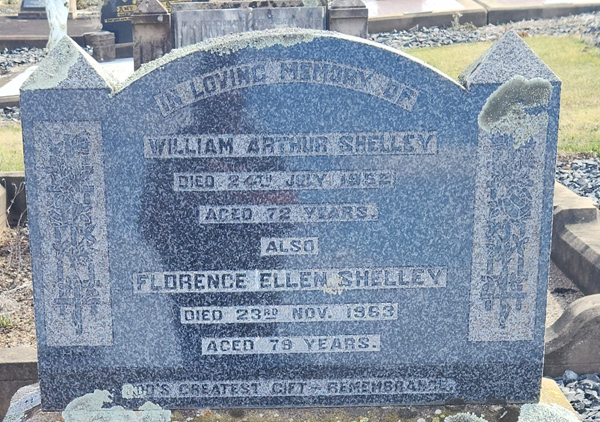 IN LOVING MEMORY OF
WILLIAM ARTHUR SHELLEY
DIED 24TH JULY 1952
AGED 72 YEARS.
ALSO
FLORENCE ELLEN SHELLEY
DIED 23RD NOV. 1963
AGED 79 YEARS.
GOD'S GREATEST GIFT - REMEMBRANCE.